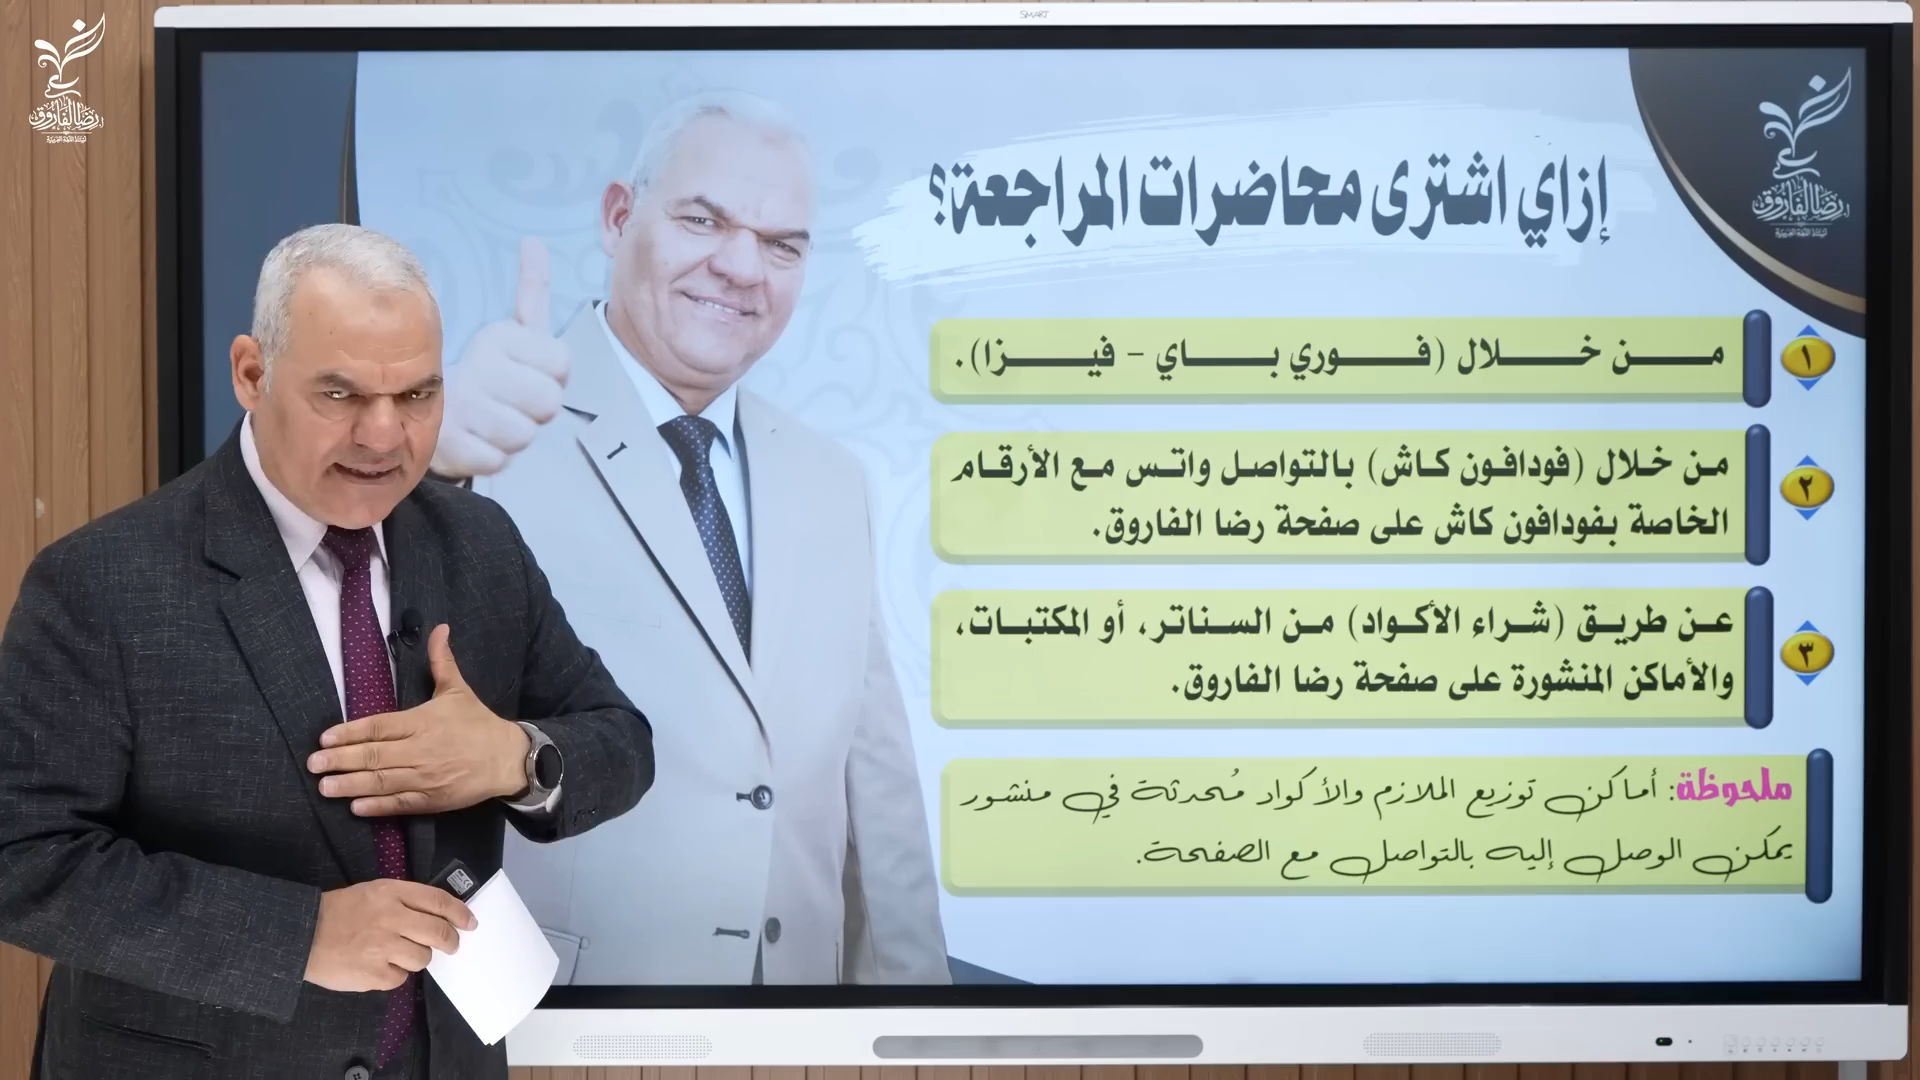 SMART
رضا الفاروق
رضا الفاروق
إزاي اشترى محاضرات المراجعة؟
١
من خلال (فوري باي - فيزا).
٢
من خلال (فودافون كاش) بالتواصل واتس مع الأرقام
الخاصة بفودافون كاش على صفحة رضا الفاروق.
٣
عن طريق (شراء الأكواد) من السناتر، أو المكتبات،
والأماكن المنشورة على صفحة رضا الفاروق.
ملحوظة: أماكن توزيع الملازم والأكواد مُحدثة في منشور
يمكن الوصل إليه بالتواصل مع الصفحة.